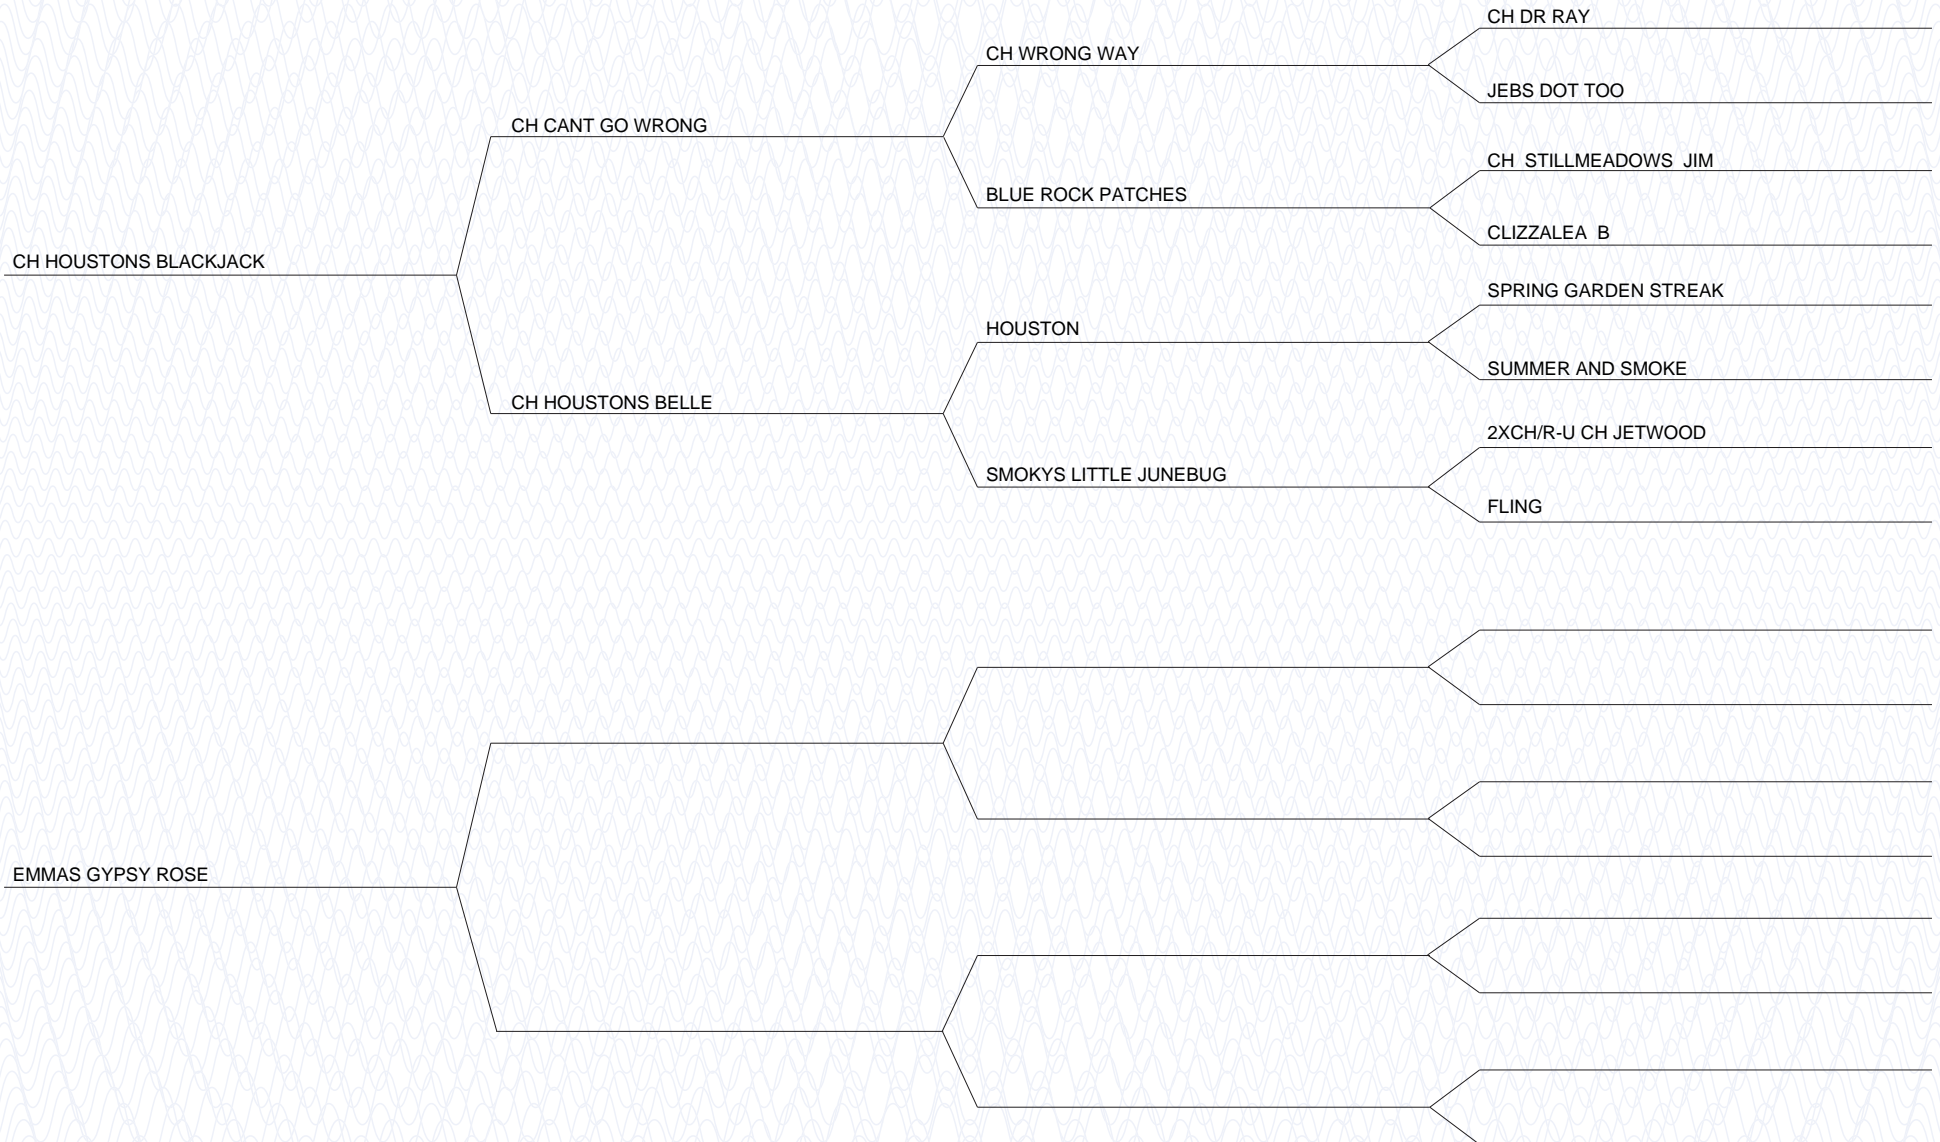 CH DR RAY
CH WRONG WAY
JEBS DOT TOO
CH CANT GO WRONG
CH  STILLMEADOWS  JIM
BLUE ROCK PATCHES
CLIZZALEA  B
CH HOUSTONS BLACKJACK
SPRING GARDEN STREAK
HOUSTON
SUMMER AND SMOKE
CH HOUSTONS BELLE
2XCH/R-U CH JETWOOD
SMOKYS LITTLE JUNEBUG
FLING
EMMAS GYPSY ROSE